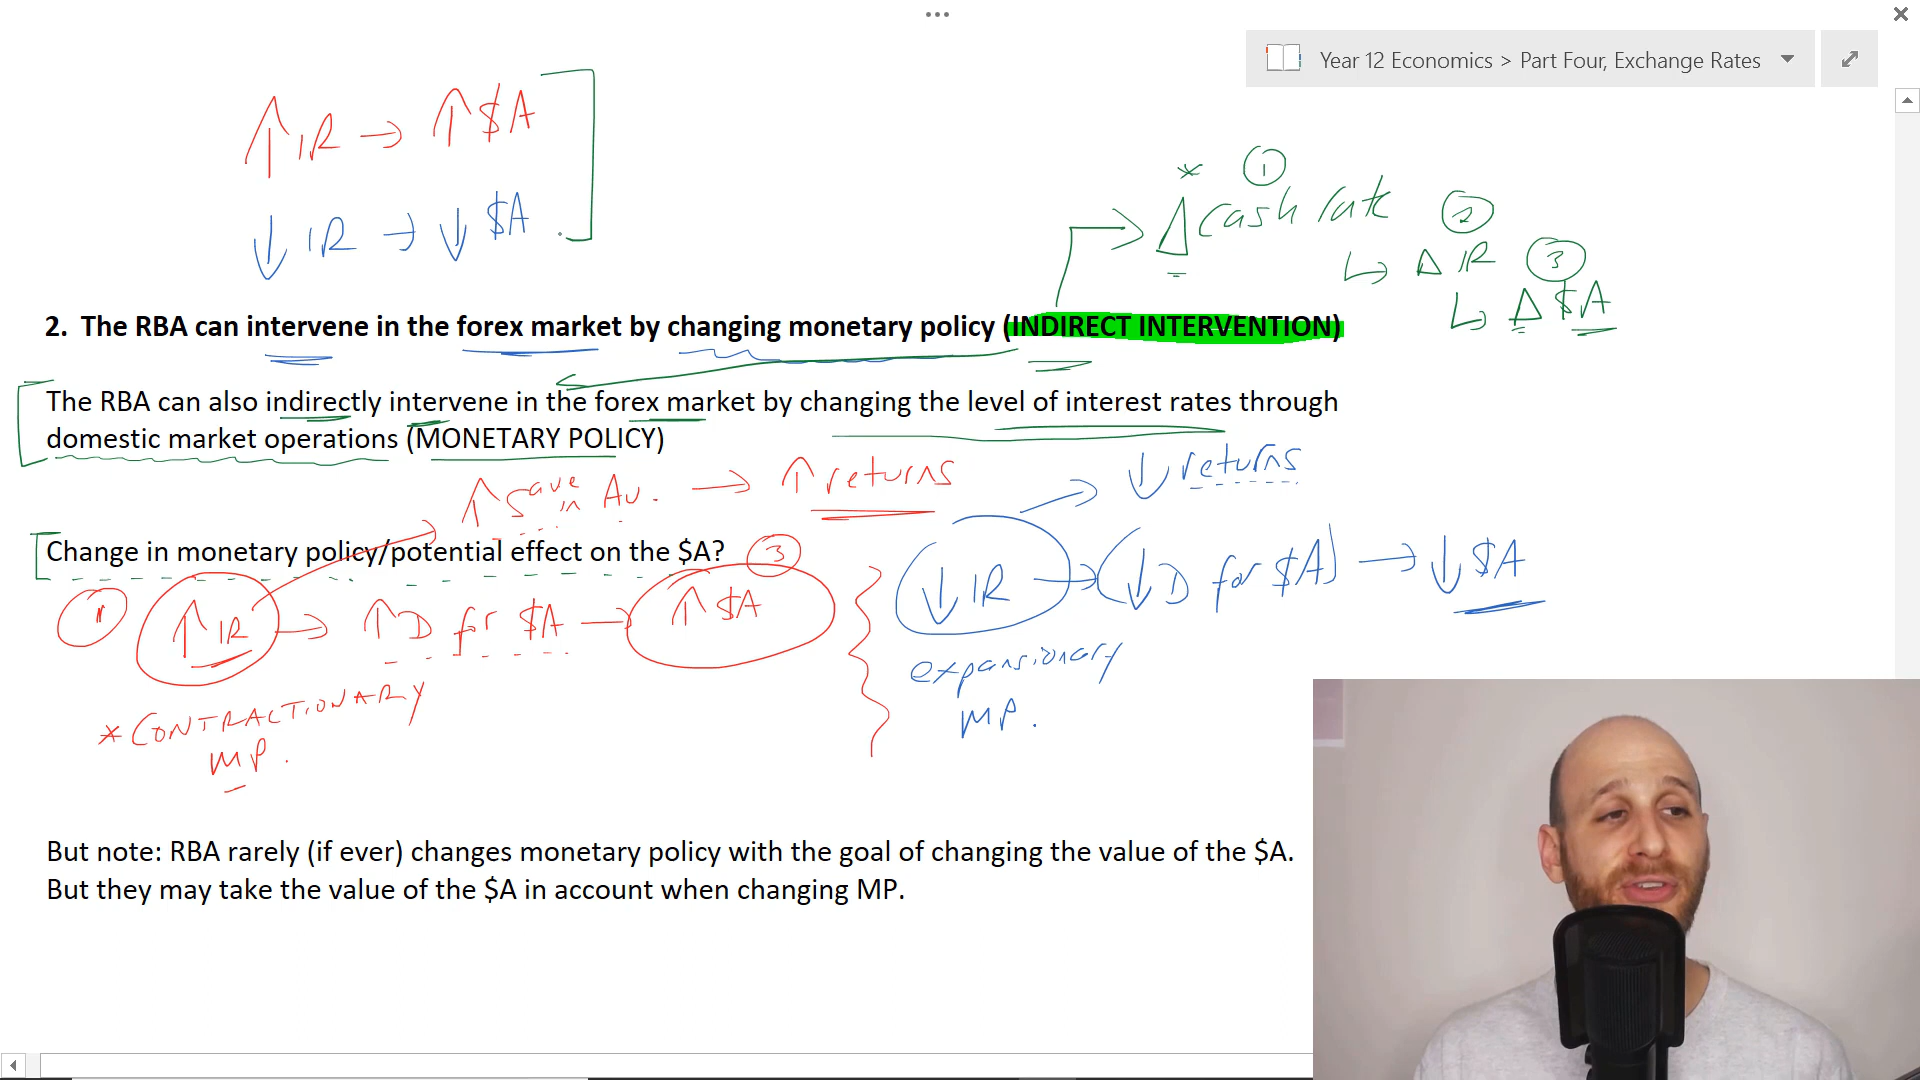 Year 12 Economics > Part Four, Exchange Rates
↑ IR → ↑ $A
↓ IR → ↓ $A
* ①
Δ cash rate ②
↳ Δ IR ③
↳ Δ $A
2. The RBA can intervene in the forex market by changing monetary policy (INDIRECT INTERVENTION)
The RBA can also indirectly intervene in the forex market by changing the level of interest rates through
domestic market operations (MONETARY POLICY)
↑ save in Au. → ↑ returns
↓ returns
Change in monetary policy/potential effect on the $A?
③
① ↑ IR → ↑ D for $A → ↑ $A
↓ IR → (↓ D for $A) → ↓ $A
* CONTRACTIONARY
MP.
expansionary
MP.
But note: RBA rarely (if ever) changes monetary policy with the goal of changing the value of the $A.
But they may take the value of the $A in account when changing MP.